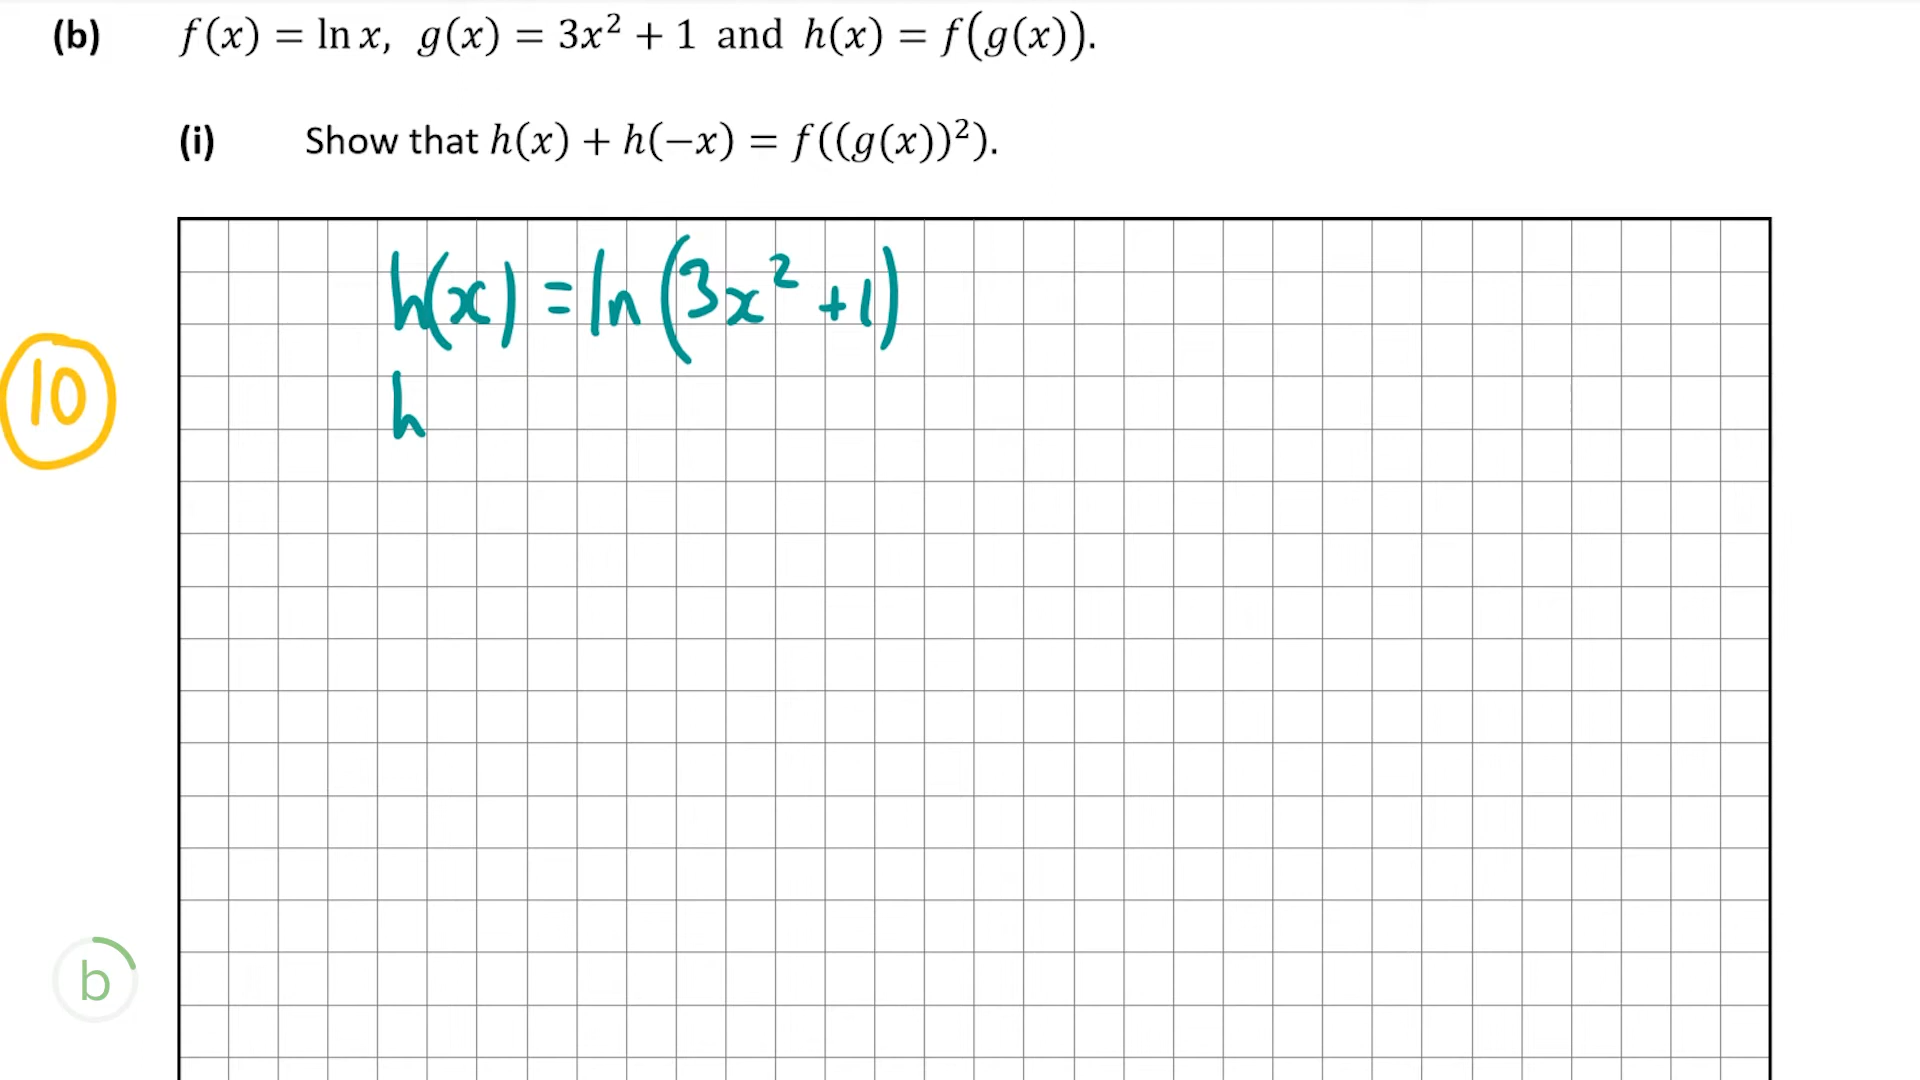 (b) f(x) = ln x, g(x) = 3x² + 1 and h(x) = f(g(x)).
(i) Show that h(x) + h(−x) = f((g(x))²).
h(x) = ln (3x² + 1)
10
h
b